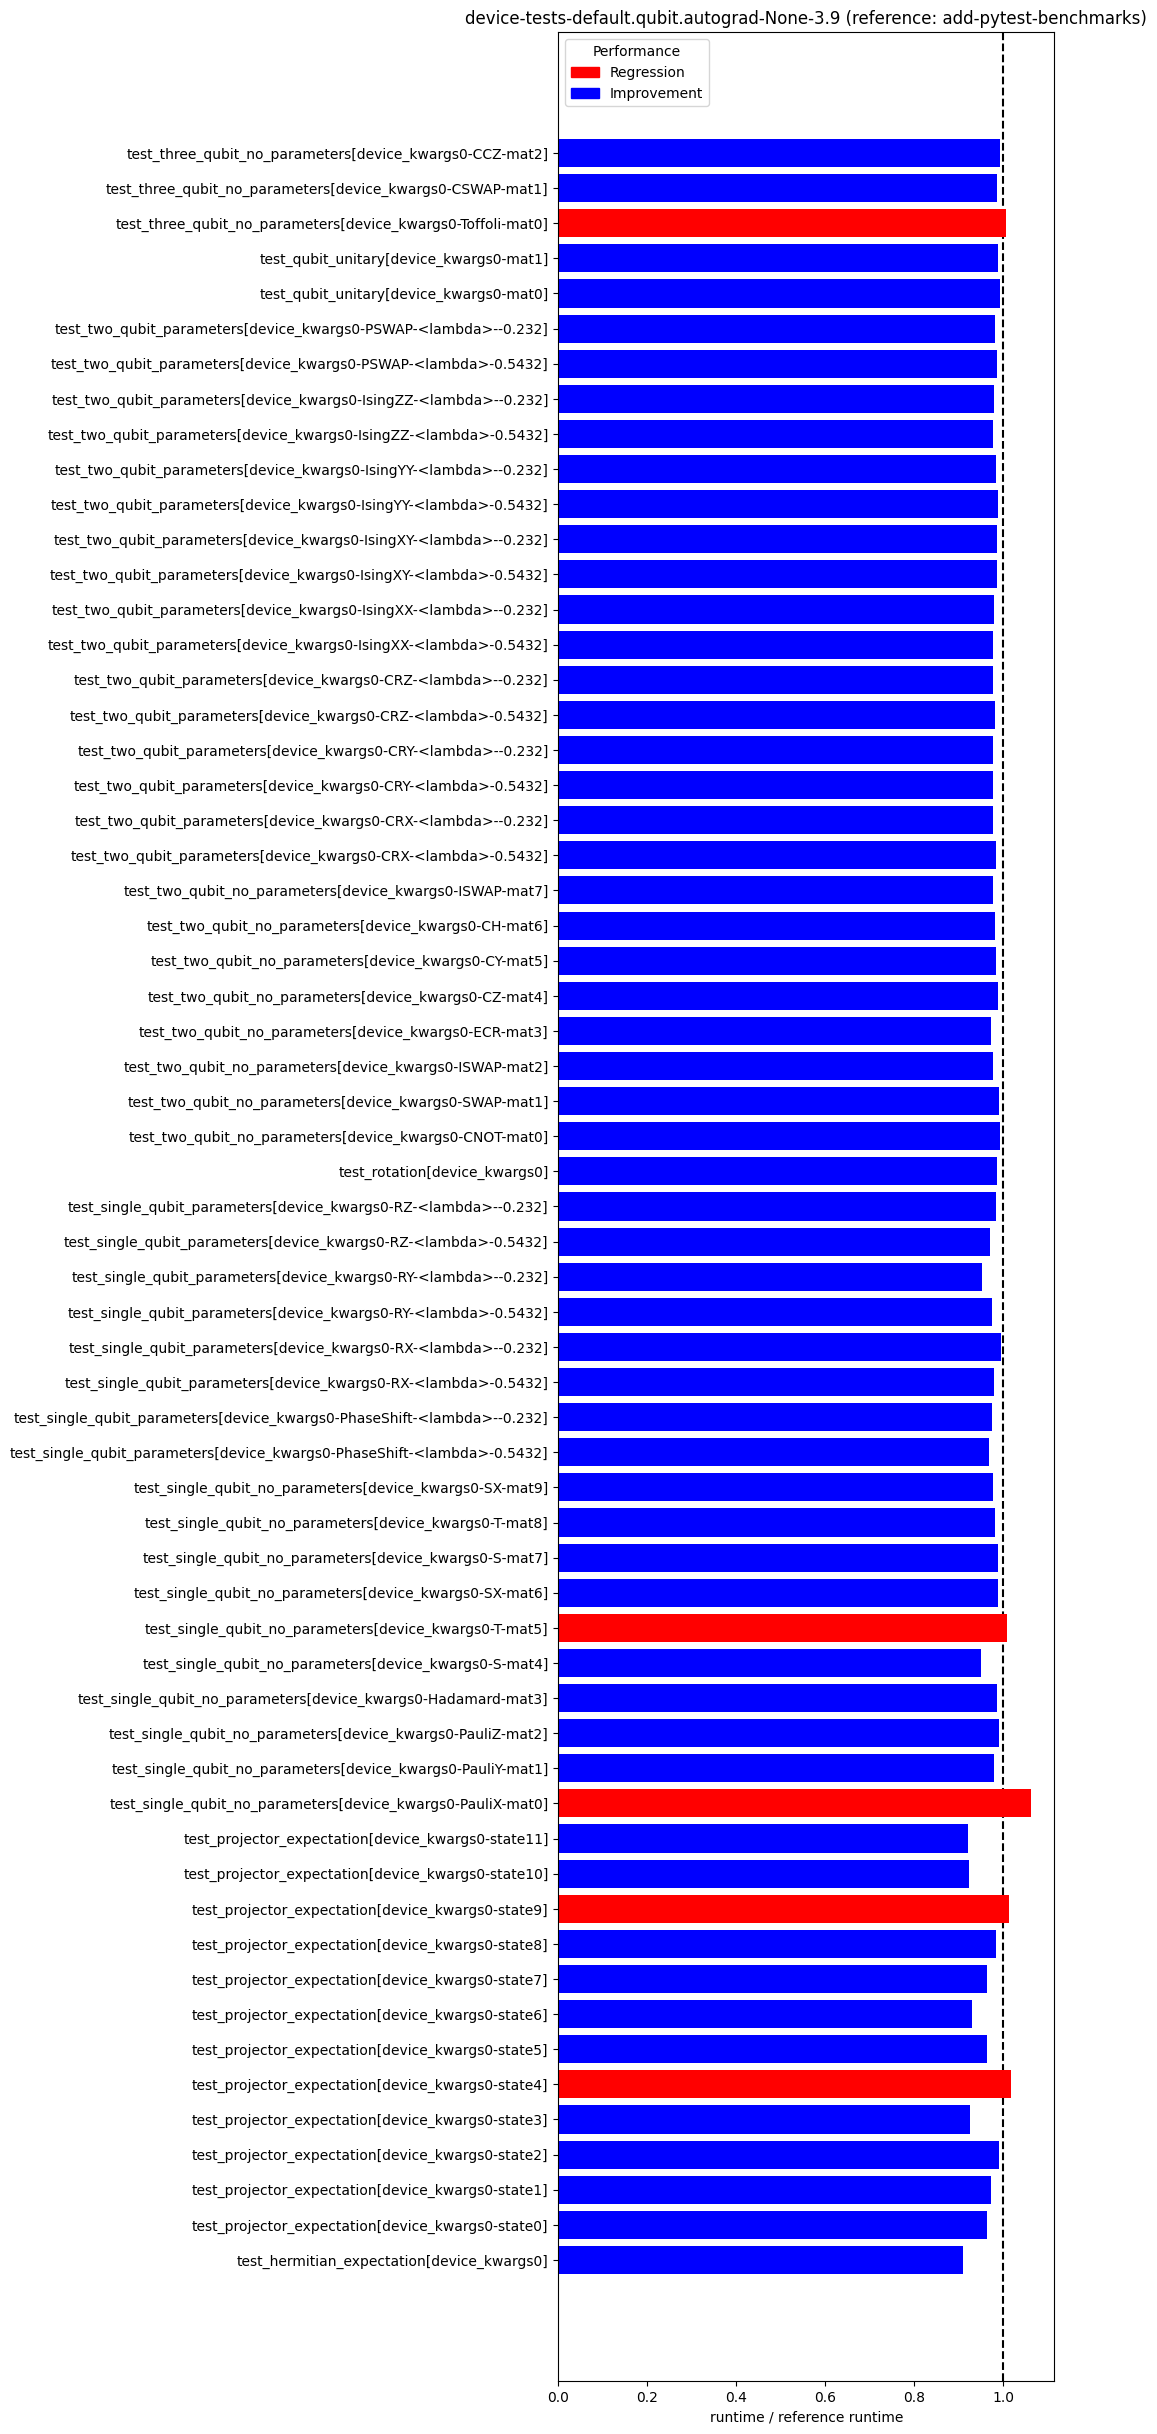 device-tests-default.qubit.autograd-None-3.9 (reference: add-pytest-benchmarks)
Performance
Regression
Improvement
test_three_qubit_no_parameters[device_kwargs0-CCZ-mat2]
test_three_qubit_no_parameters[device_kwargs0-CSWAP-mat1]
test_three_qubit_no_parameters[device_kwargs0-Toffoli-mat0]
test_qubit_unitary[device_kwargs0-mat1]
test_qubit_unitary[device_kwargs0-mat0]
test_two_qubit_parameters[device_kwargs0-PSWAP-<lambda>--0.232]
test_two_qubit_parameters[device_kwargs0-PSWAP-<lambda>-0.5432]
test_two_qubit_parameters[device_kwargs0-IsingZZ-<lambda>--0.232]
test_two_qubit_parameters[device_kwargs0-IsingZZ-<lambda>-0.5432]
test_two_qubit_parameters[device_kwargs0-IsingYY-<lambda>--0.232]
test_two_qubit_parameters[device_kwargs0-IsingYY-<lambda>-0.5432]
test_two_qubit_parameters[device_kwargs0-IsingXY-<lambda>--0.232]
test_two_qubit_parameters[device_kwargs0-IsingXY-<lambda>-0.5432]
test_two_qubit_parameters[device_kwargs0-IsingXX-<lambda>--0.232]
test_two_qubit_parameters[device_kwargs0-IsingXX-<lambda>-0.5432]
test_two_qubit_parameters[device_kwargs0-CRZ-<lambda>--0.232]
test_two_qubit_parameters[device_kwargs0-CRZ-<lambda>-0.5432]
test_two_qubit_parameters[device_kwargs0-CRY-<lambda>--0.232]
test_two_qubit_parameters[device_kwargs0-CRY-<lambda>-0.5432]
test_two_qubit_parameters[device_kwargs0-CRX-<lambda>--0.232]
test_two_qubit_parameters[device_kwargs0-CRX-<lambda>-0.5432]
test_two_qubit_no_parameters[device_kwargs0-ISWAP-mat7]
test_two_qubit_no_parameters[device_kwargs0-CH-mat6]
test_two_qubit_no_parameters[device_kwargs0-CY-mat5]
test_two_qubit_no_parameters[device_kwargs0-CZ-mat4]
test_two_qubit_no_parameters[device_kwargs0-ECR-mat3]
test_two_qubit_no_parameters[device_kwargs0-ISWAP-mat2]
test_two_qubit_no_parameters[device_kwargs0-SWAP-mat1]
test_two_qubit_no_parameters[device_kwargs0-CNOT-mat0]
test_rotation[device_kwargs0]
test_single_qubit_parameters[device_kwargs0-RZ-<lambda>--0.232]
test_single_qubit_parameters[device_kwargs0-RZ-<lambda>-0.5432]
test_single_qubit_parameters[device_kwargs0-RY-<lambda>--0.232]
test_single_qubit_parameters[device_kwargs0-RY-<lambda>-0.5432]
test_single_qubit_parameters[device_kwargs0-RX-<lambda>--0.232]
test_single_qubit_parameters[device_kwargs0-RX-<lambda>-0.5432]
test_single_qubit_parameters[device_kwargs0-PhaseShift-<lambda>--0.232]
test_single_qubit_parameters[device_kwargs0-PhaseShift-<lambda>-0.5432]
test_single_qubit_no_parameters[device_kwargs0-SX-mat9]
test_single_qubit_no_parameters[device_kwargs0-T-mat8]
test_single_qubit_no_parameters[device_kwargs0-S-mat7]
test_single_qubit_no_parameters[device_kwargs0-SX-mat6]
test_single_qubit_no_parameters[device_kwargs0-T-mat5]
test_single_qubit_no_parameters[device_kwargs0-S-mat4]
test_single_qubit_no_parameters[device_kwargs0-Hadamard-mat3]
test_single_qubit_no_parameters[device_kwargs0-PauliZ-mat2]
test_single_qubit_no_parameters[device_kwargs0-PauliY-mat1]
test_single_qubit_no_parameters[device_kwargs0-PauliX-mat0]
test_projector_expectation[device_kwargs0-state11]
test_projector_expectation[device_kwargs0-state10]
test_projector_expectation[device_kwargs0-state9]
test_projector_expectation[device_kwargs0-state8]
test_projector_expectation[device_kwargs0-state7]
test_projector_expectation[device_kwargs0-state6]
test_projector_expectation[device_kwargs0-state5]
test_projector_expectation[device_kwargs0-state4]
test_projector_expectation[device_kwargs0-state3]
test_projector_expectation[device_kwargs0-state2]
test_projector_expectation[device_kwargs0-state1]
test_projector_expectation[device_kwargs0-state0]
test_hermitian_expectation[device_kwargs0]
0.0 0.2 0.4 0.6 0.8 1.0
runtime / reference runtime